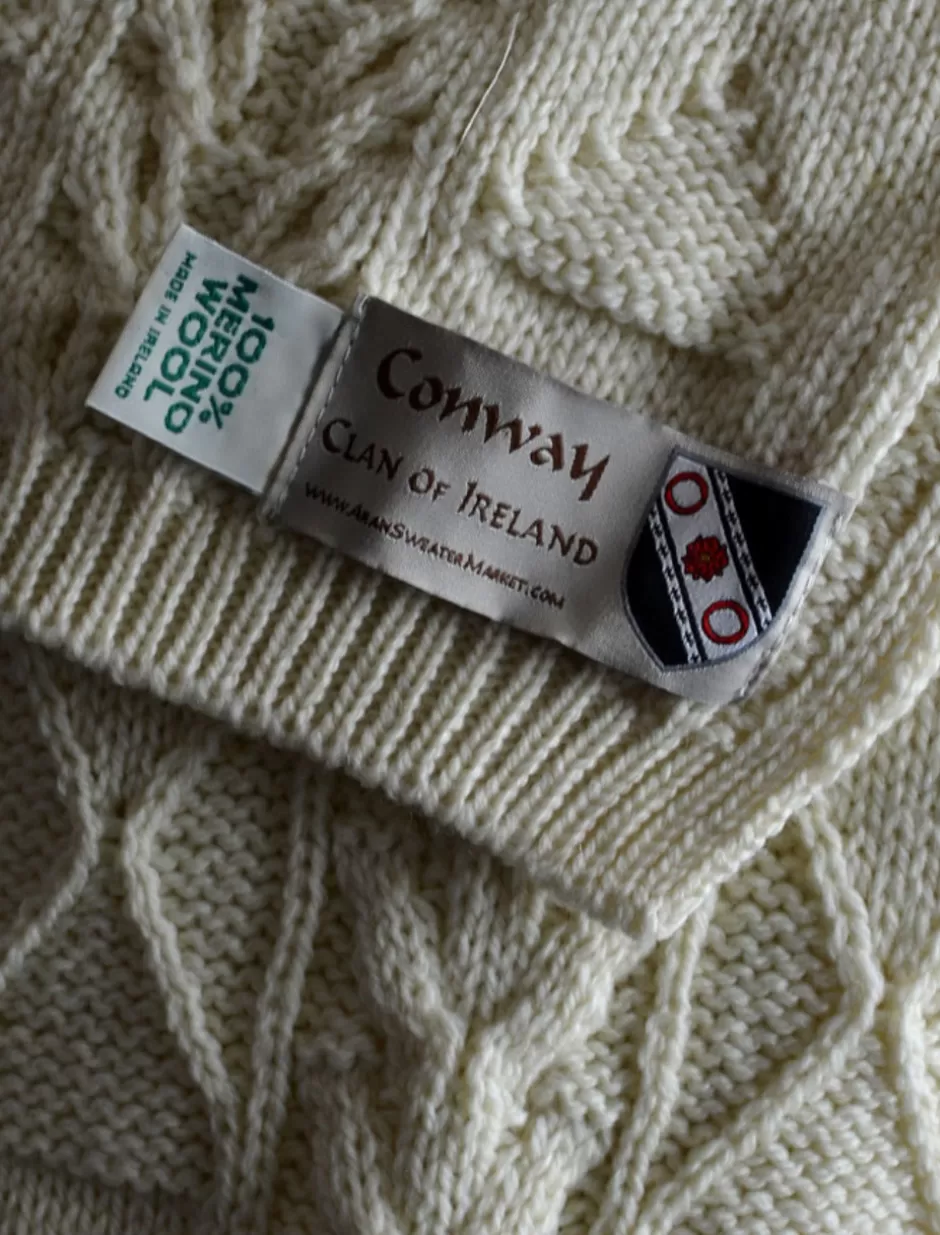 100%
MERINO
WOOL
MADE IN IRELAND
Conway
Clan Of Ireland
www.AranSweaterMarket.com